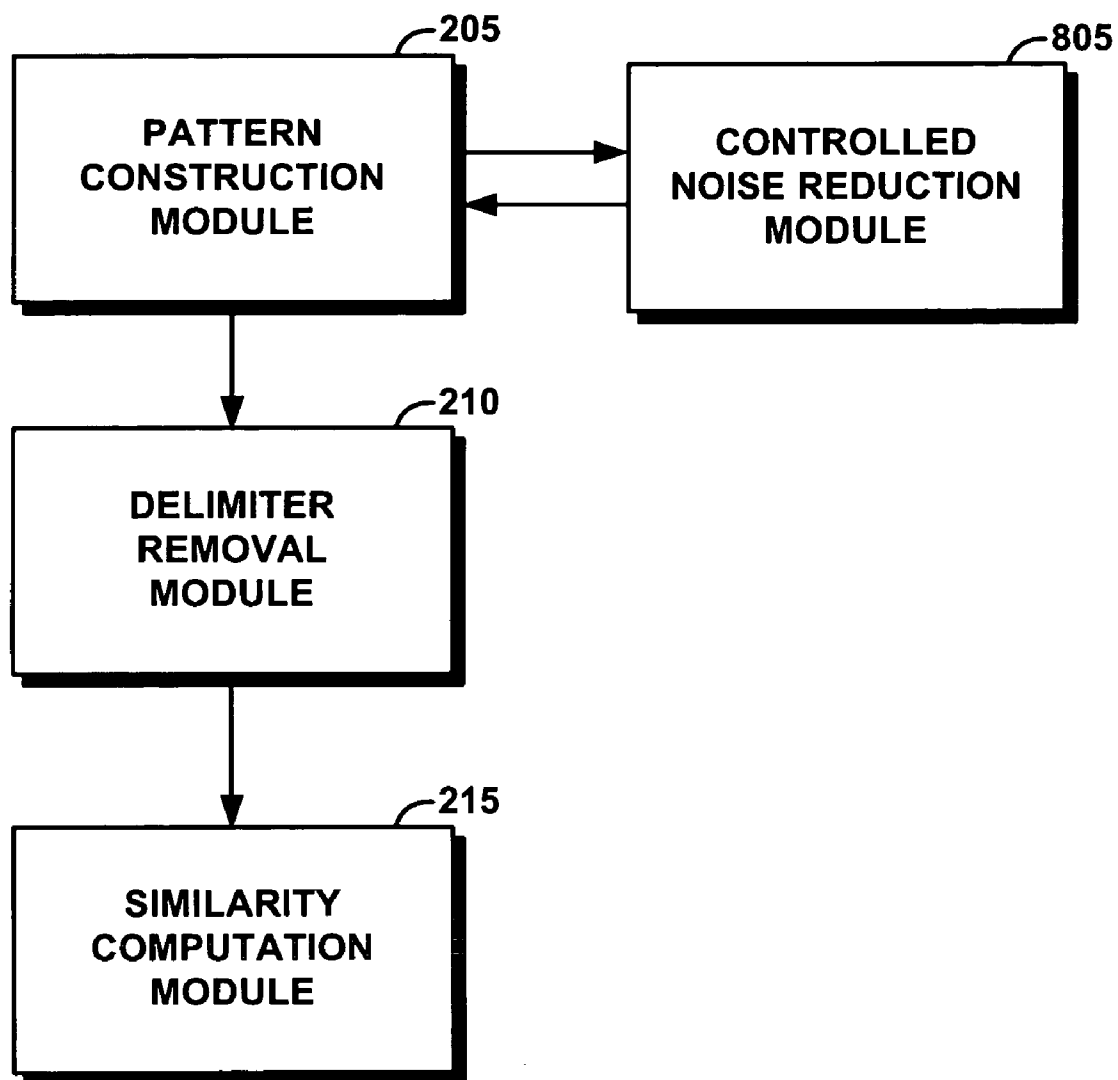 205
PATTERN
CONSTRUCTION
MODULE
805
CONTROLLED
NOISE REDUCTION
MODULE
210
DELIMITER
REMOVAL
MODULE
215
SIMILARITY
COMPUTATION
MODULE